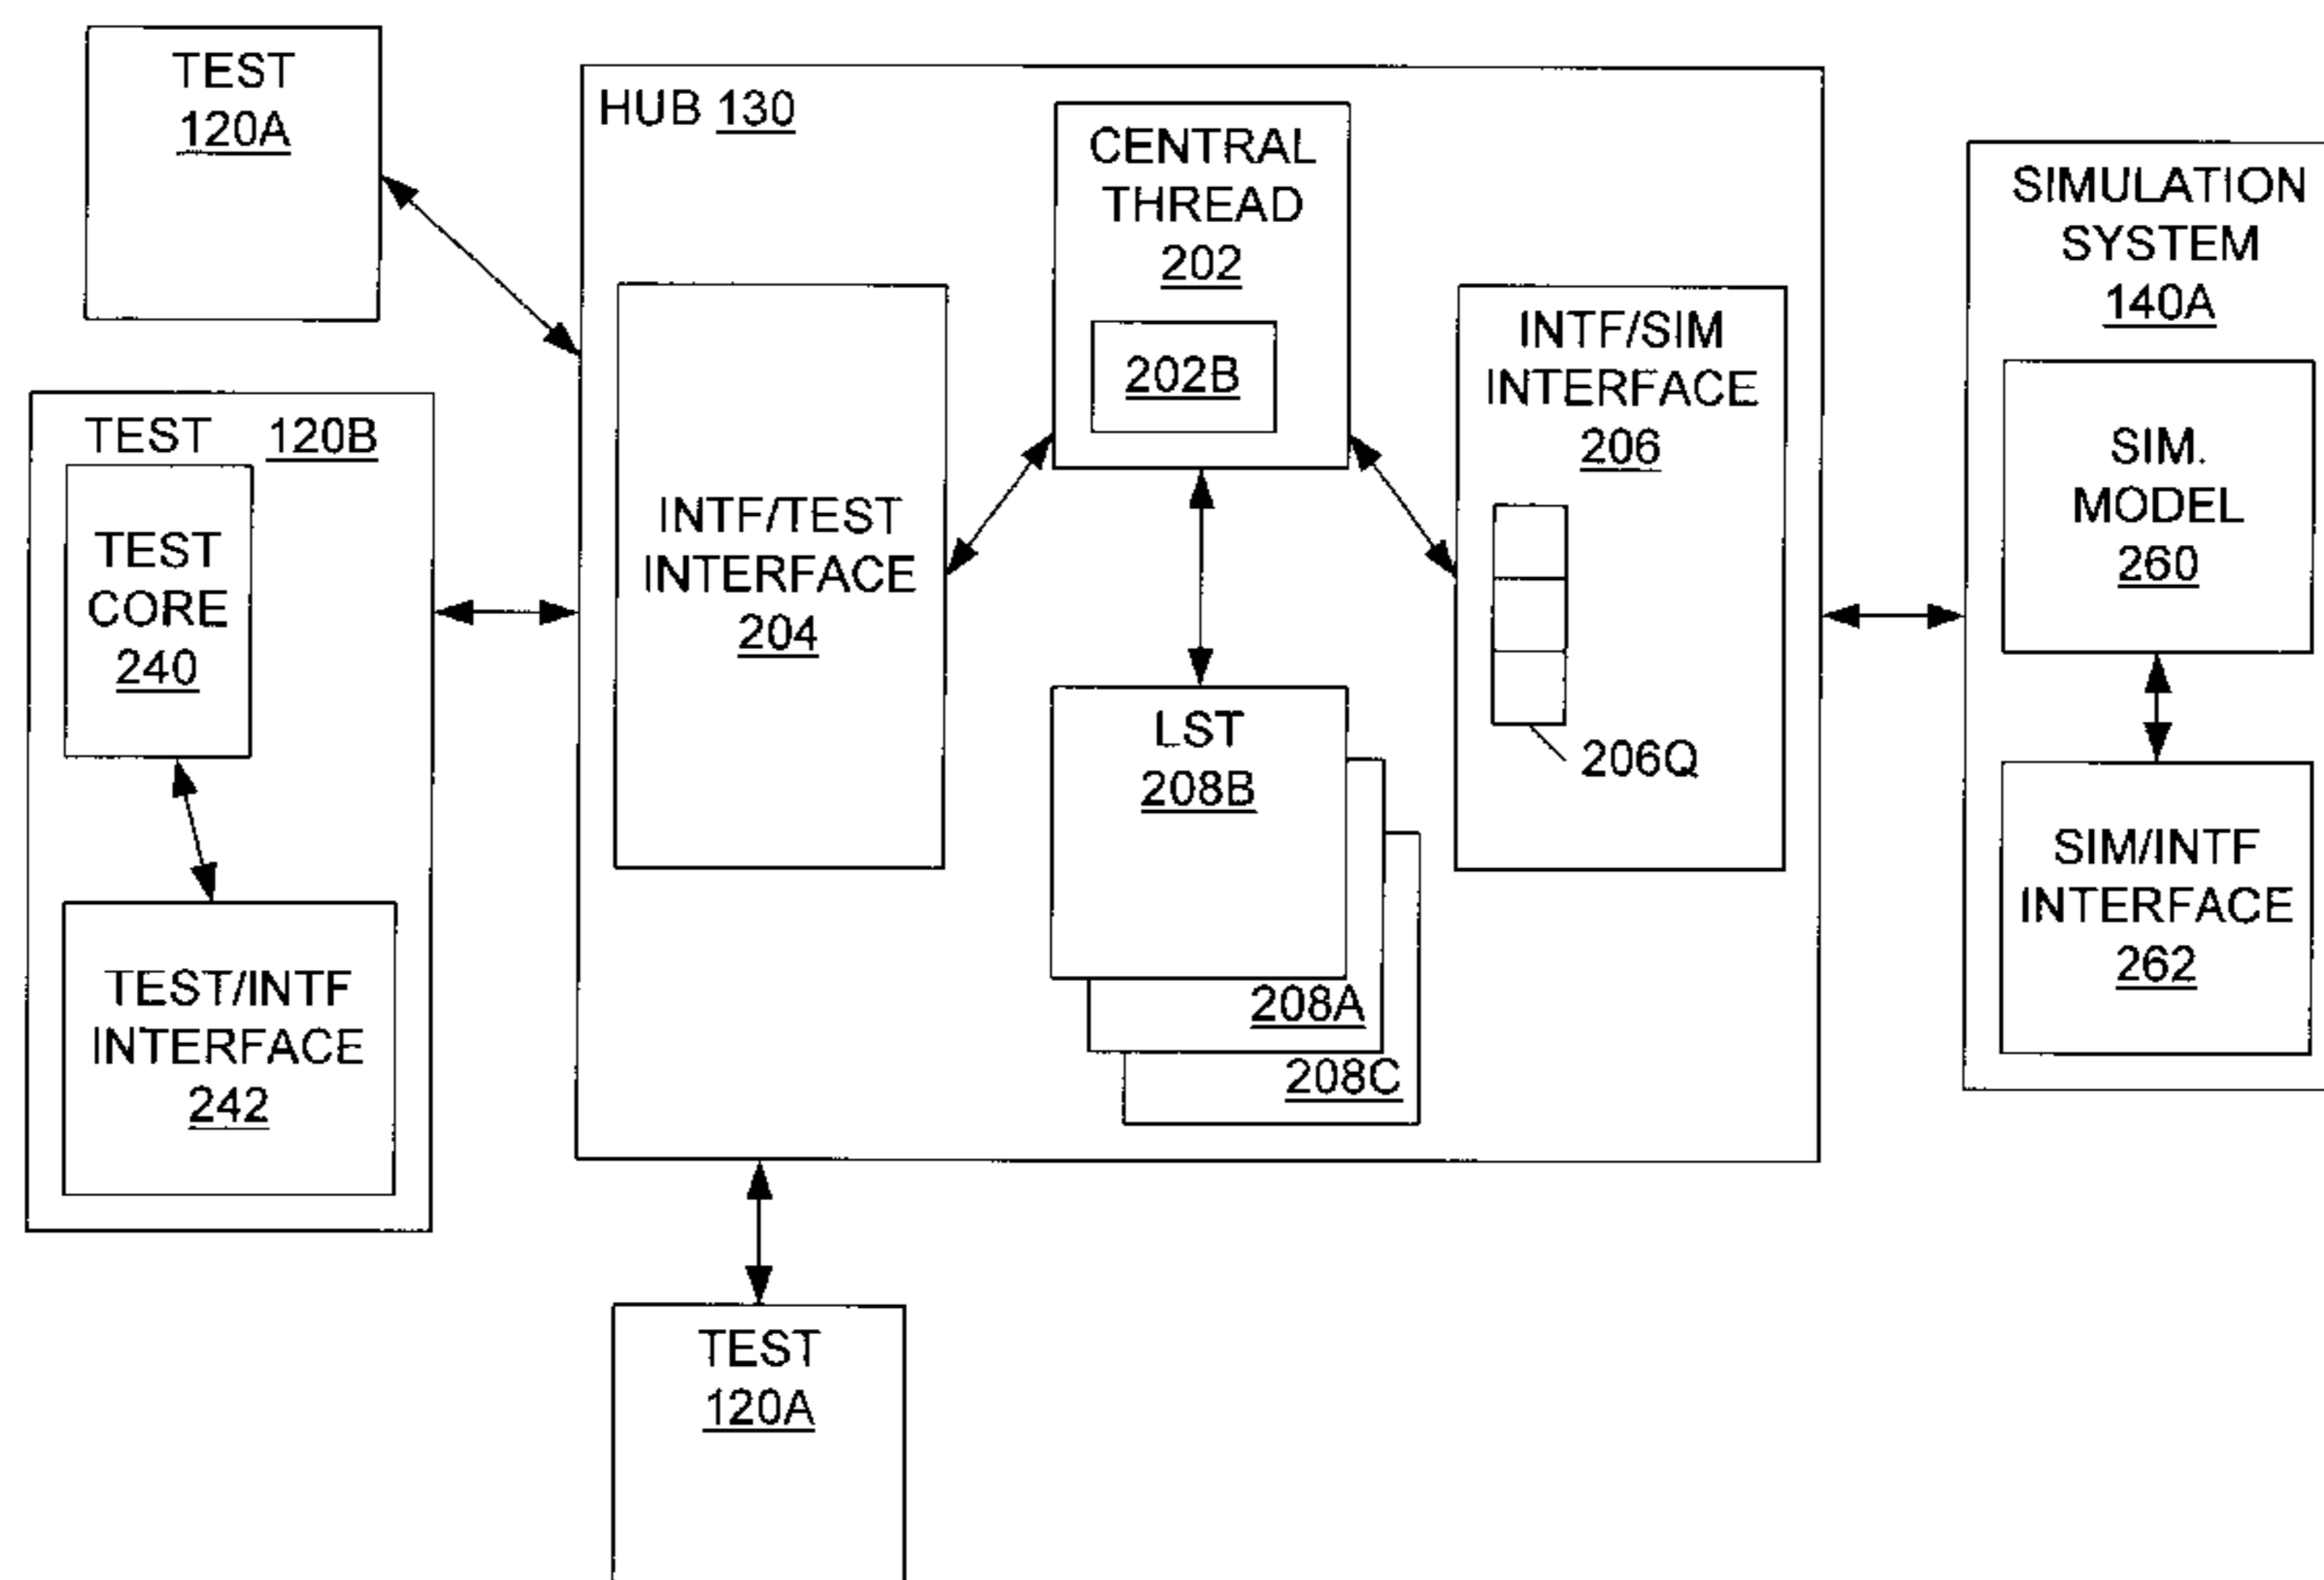 TEST
120A
HUB 130
CENTRAL
THREAD
202
202B
INTF/TEST
INTERFACE
204
INTF/SIM
INTERFACE
206
206Q
LST
208B
208A
208C
SIMULATION
SYSTEM
140A
SIM.
MODEL
260
SIM/INTF
INTERFACE
262
TEST 120B
TEST
CORE
240
TEST/INTF
INTERFACE
242
TEST
120A